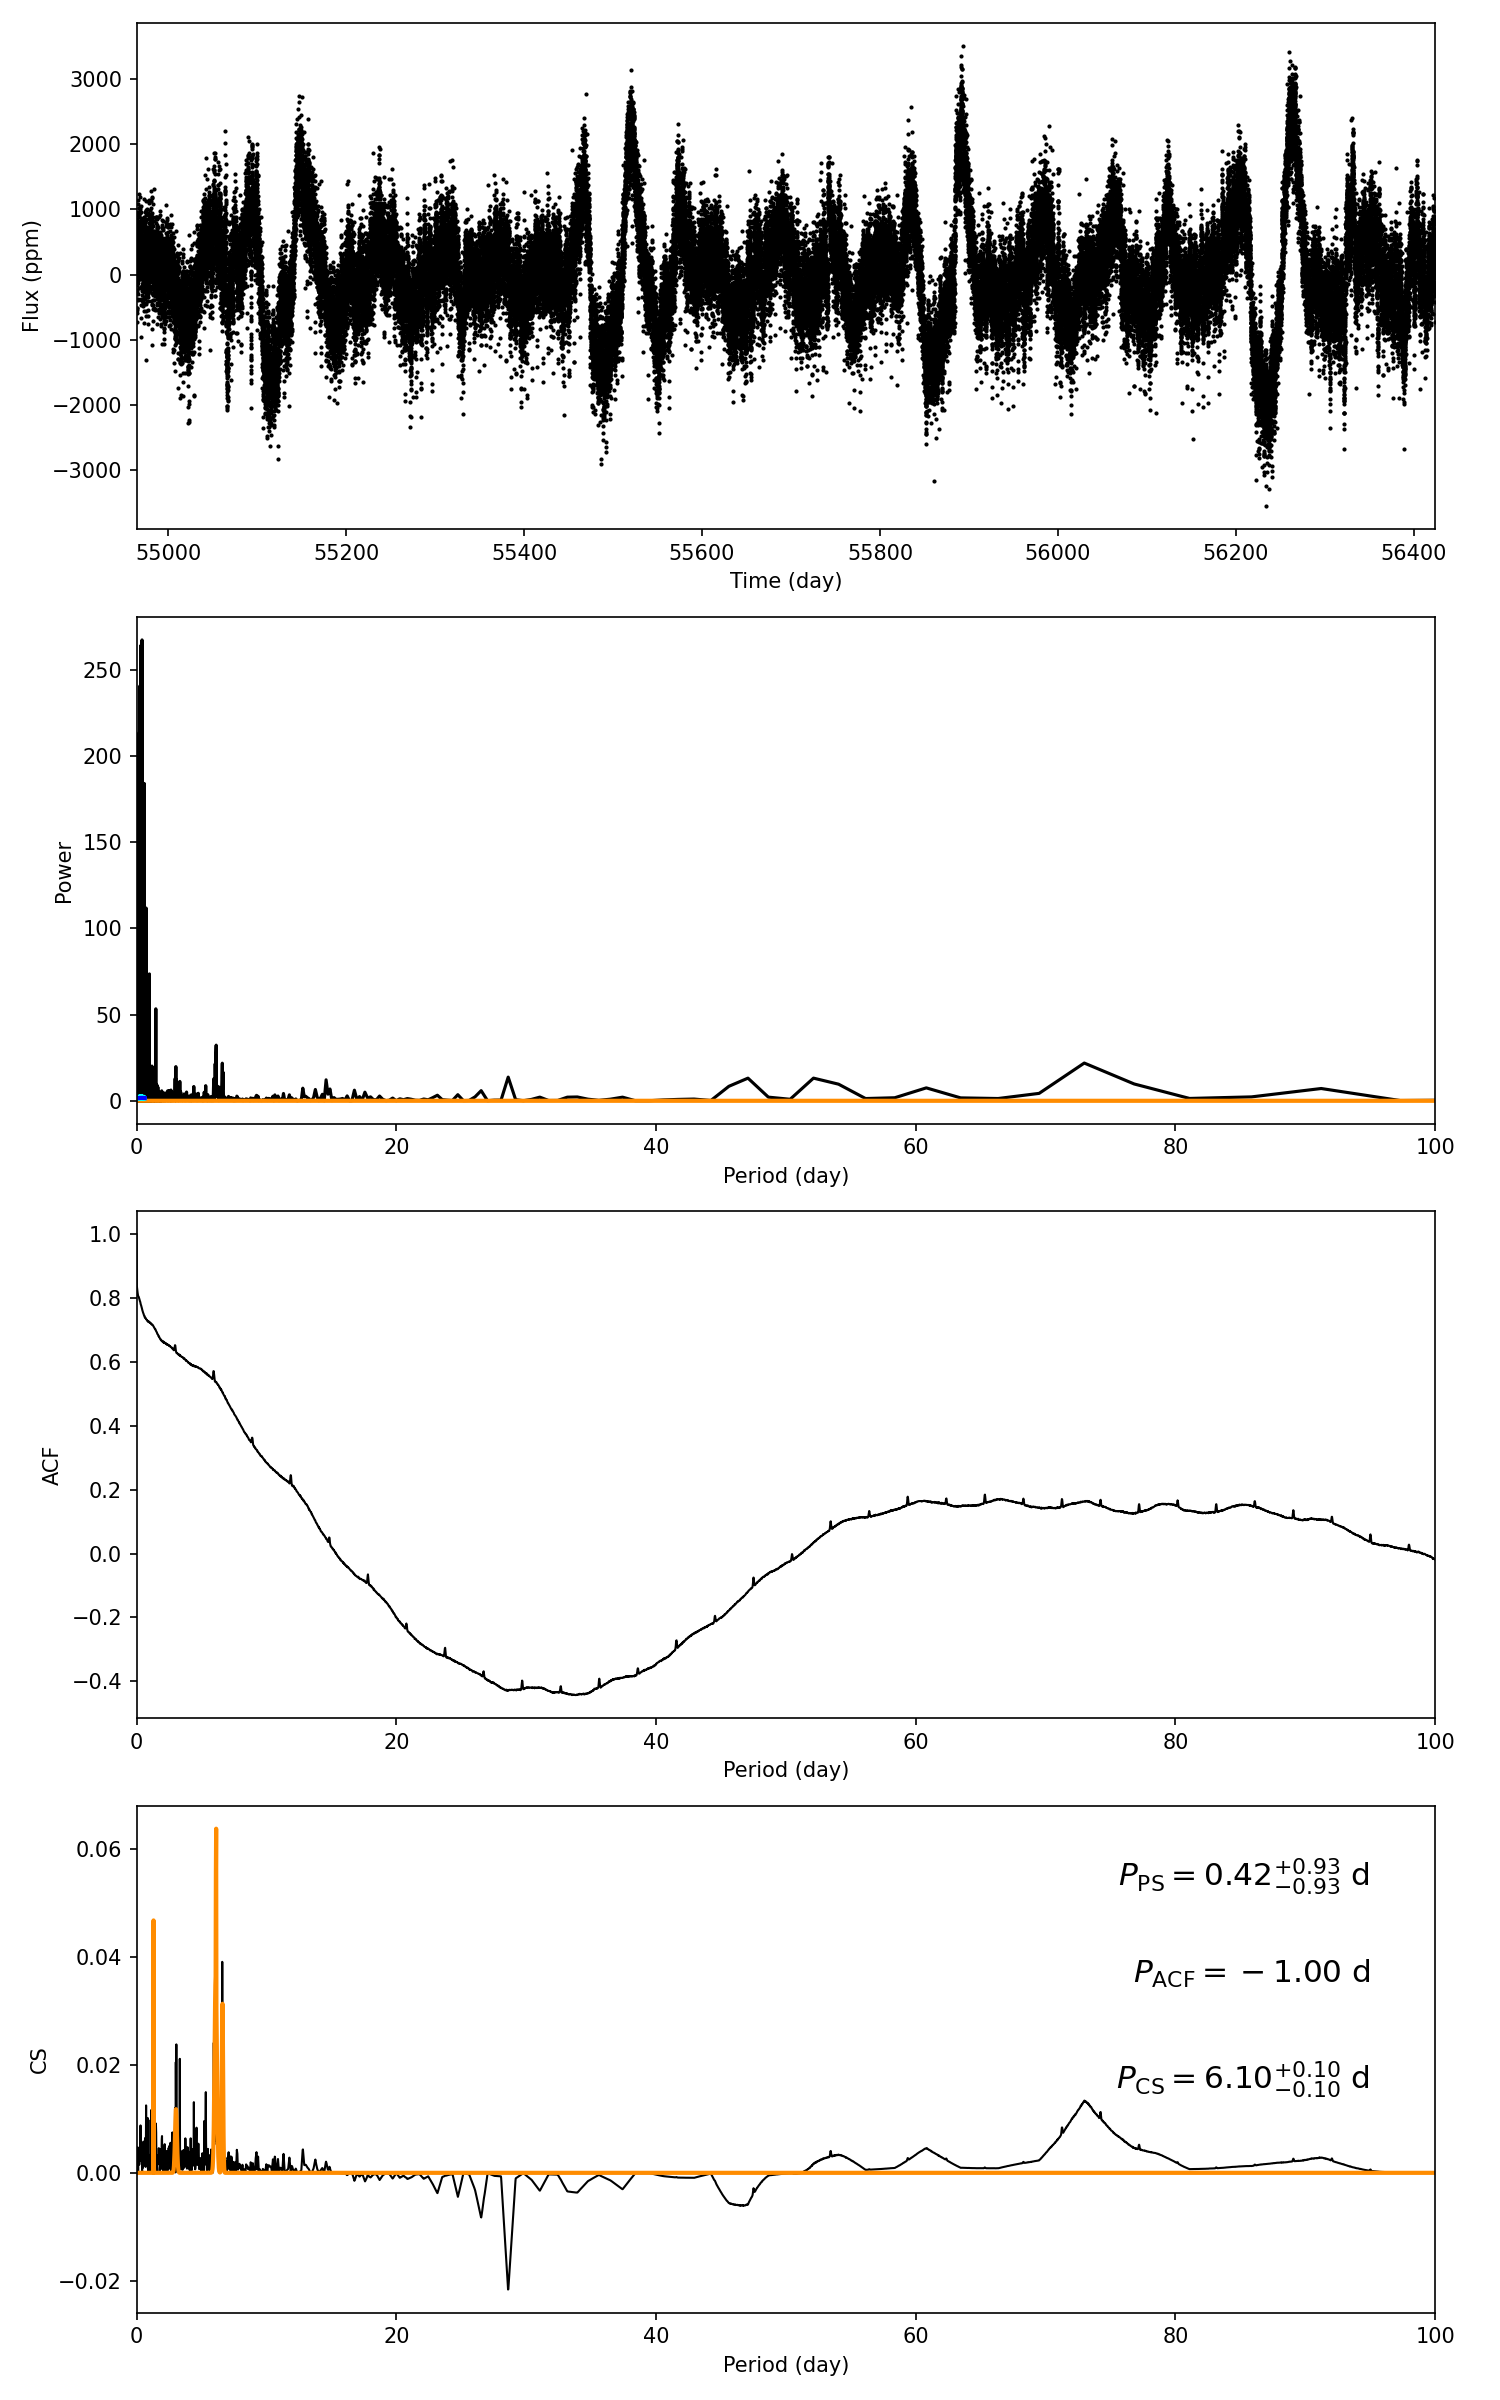 3000
2000
1000
0
−1000
−2000
−3000
Flux (ppm)
55000 55200 55400 55600 55800 56000 56200 56400
Time (day)
250
200
150
100
50
0
Power
0 20 40 60 80 100
Period (day)
1.0
0.8
0.6
0.4
0.2
0.0
−0.2
−0.4
ACF
0 20 40 60 80 100
Period (day)
0.06
0.04
0.02
0.00
−0.02
CS
P_PS = 0.42^{+0.93}_{−0.93} d
P_ACF = −1.00 d
P_CS = 6.10^{+0.10}_{−0.10} d
0 20 40 60 80 100
Period (day)